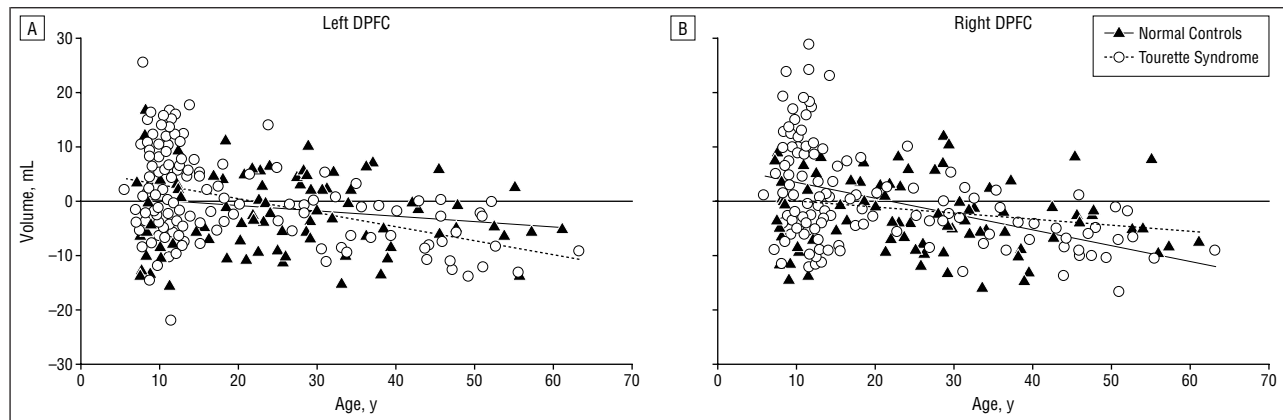 A
Left DPFC
30
20
10
0
–10
–20
–30
Volume, mL
0 10 20 30 40 50 60 70
Age, y
B
Right DPFC
Normal Controls
Tourette Syndrome
0 10 20 30 40 50 60 70
Age, y